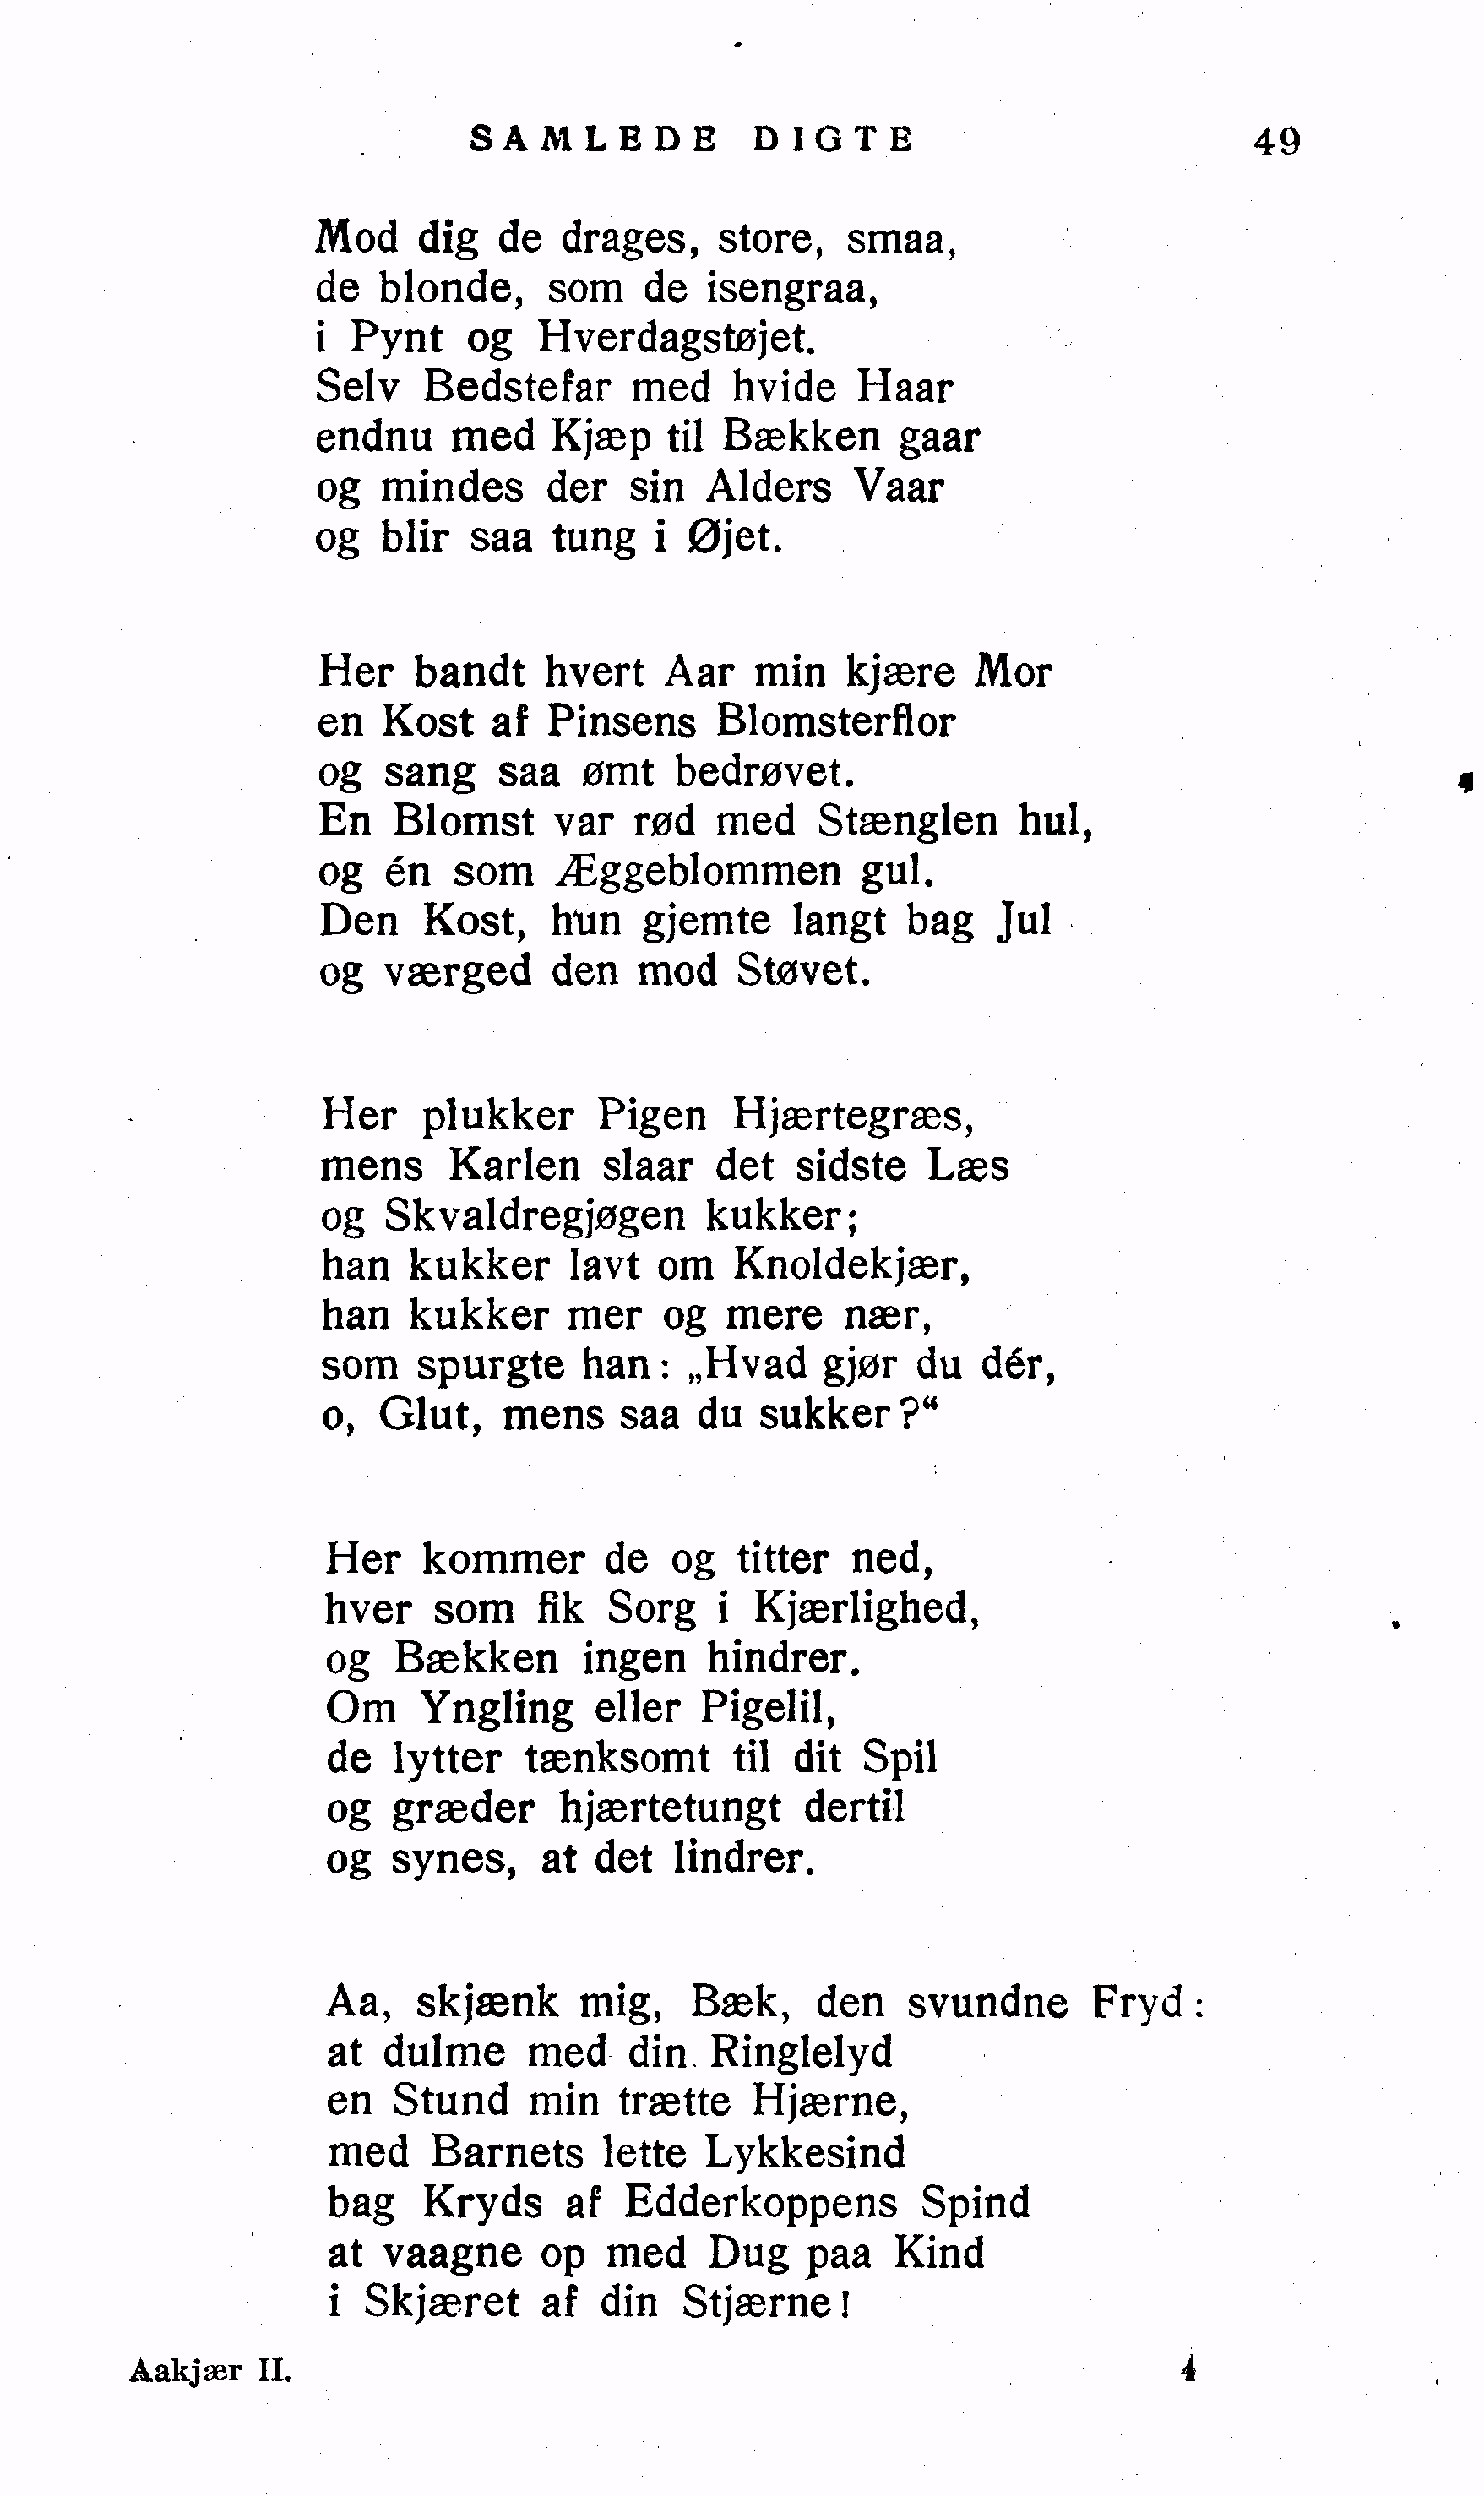 SAMLEDE DIGTE 49
Mod dig de drages, store, smaa,
de blonde, som de isengraa,
i Pynt og Hverdagstøjet.
Selv Bedstefar med hvide Haar
endnu med Kjæp til Bækken gaar
og mindes der sin Alders Vaar
og blir saa tung i Øjet.
Her bandt hvert Aar min kjære Mor
en Kost af Pinsens Blomsterflor
og sang saa ømt bedrøvet.
En Blomst var rød med Stænglen hul,
og én som Æggeblommen gul.
Den Kost, hun gjemte langt bag Jul
og værged den mod Støvet.
Her plukker Pigen Hjærtegræs,
mens Karlen slaar det sidste Læs
og Skvaldregjøgen kukker;
han kukker lavt om Knoldekjær,
han kukker mer og mere nær,
som spurgte han: „Hvad gjør du dér,
o, Glut, mens saa du sukker?“
Her kommer de og titter ned,
hver som fik Sorg i Kjærlighed,
og Bækken ingen hindrer.
Om Yngling eller Pigelil,
de lytter tænksomt til dit Spil
og græder hjærtetungt dertil
og synes, at det lindrer.
Aa, skjænk mig, Bæk, den svundne Fryd:
at dulme med din Ringlelyd
en Stund min trætte Hjærne,
med Barnets lette Lykkesind
bag Kryds af Edderkoppens Spind
at vaagne op med Dug paa Kind
i Skjæret af din Stjærne!
Aakjær II. 4